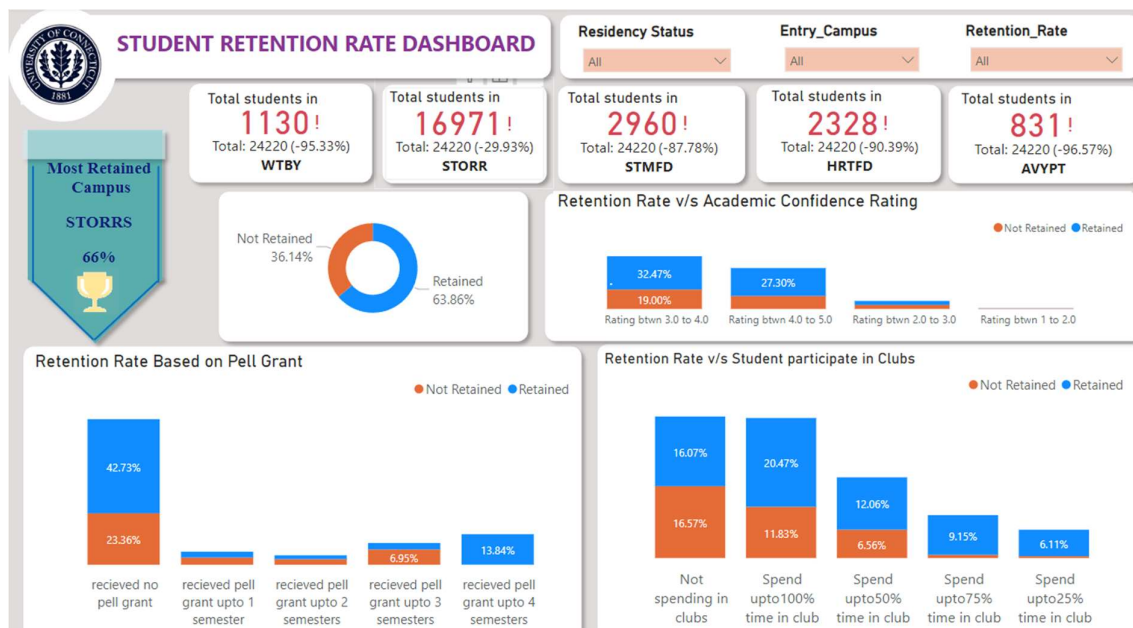 UNIVERSITY OF CONNECTICUT
1881
STUDENT RETENTION RATE DASHBOARD
Residency Status
All
Entry_Campus
All
Retention_Rate
All
Total students in
1130!
Total: 24220 (-95.33%)
WTBY
Total students in
16971!
Total: 24220 (-29.93%)
STORR
Total students in
2960!
Total: 24220 (-87.78%)
STMFD
Total students in
2328!
Total: 24220 (-90.39%)
HRTFD
Total students in
831!
Total: 24220 (-96.57%)
AVYPT
Most Retained
Campus
STORRS
66%
Not Retained
36.14%
Retained
63.86%
Retention Rate v/s Academic Confidence Rating
Not Retained Retained
32.47%
19.00%
27.30%
Rating btwn 3.0 to 4.0
Rating btwn 4.0 to 5.0
Rating btwn 2.0 to 3.0
Rating btwn 1 to 2.0
Retention Rate Based on Pell Grant
Not Retained Retained
42.73%
23.36%
6.95%
13.84%
recieved no
pell grant
recieved pell
grant upto 1
semester
recieved pell
grant upto 2
semesters
recieved pell
grant upto 3
semesters
recieved pell
grant upto 4
semesters
Retention Rate v/s Student participate in Clubs
Not Retained Retained
16.07%
16.57%
20.47%
11.83%
12.06%
6.56%
9.15%
6.11%
Not
spending in
clubs
Spend
upto100%
time in club
Spend
upto50%
time in club
Spend
upto75%
time in club
Spend
upto25%
time in club